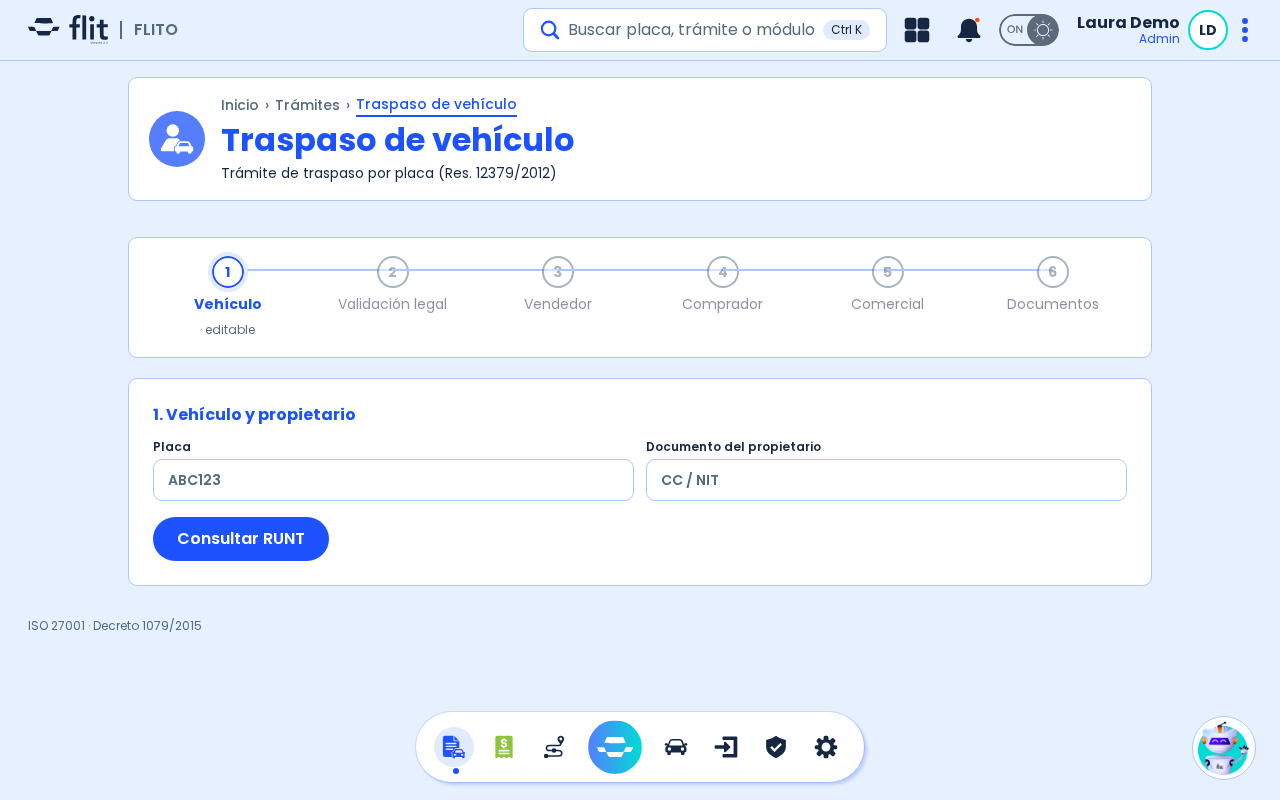 flit
FLITO
Buscar placa, trámite o módulo
Ctrl K
ON
Laura Demo
Admin
LD
Inicio › Trámites › Traspaso de vehículo
Traspaso de vehículo
Trámite de traspaso por placa (Res. 12379/2012)
1 2 3 4 5 6
Vehículo Validación legal Vendedor Comprador Comercial Documentos
· editable
1. Vehículo y propietario
Placa Documento del propietario
ABC123 CC / NIT
Consultar RUNT
ISO 27001 · Decreto 1079/2015